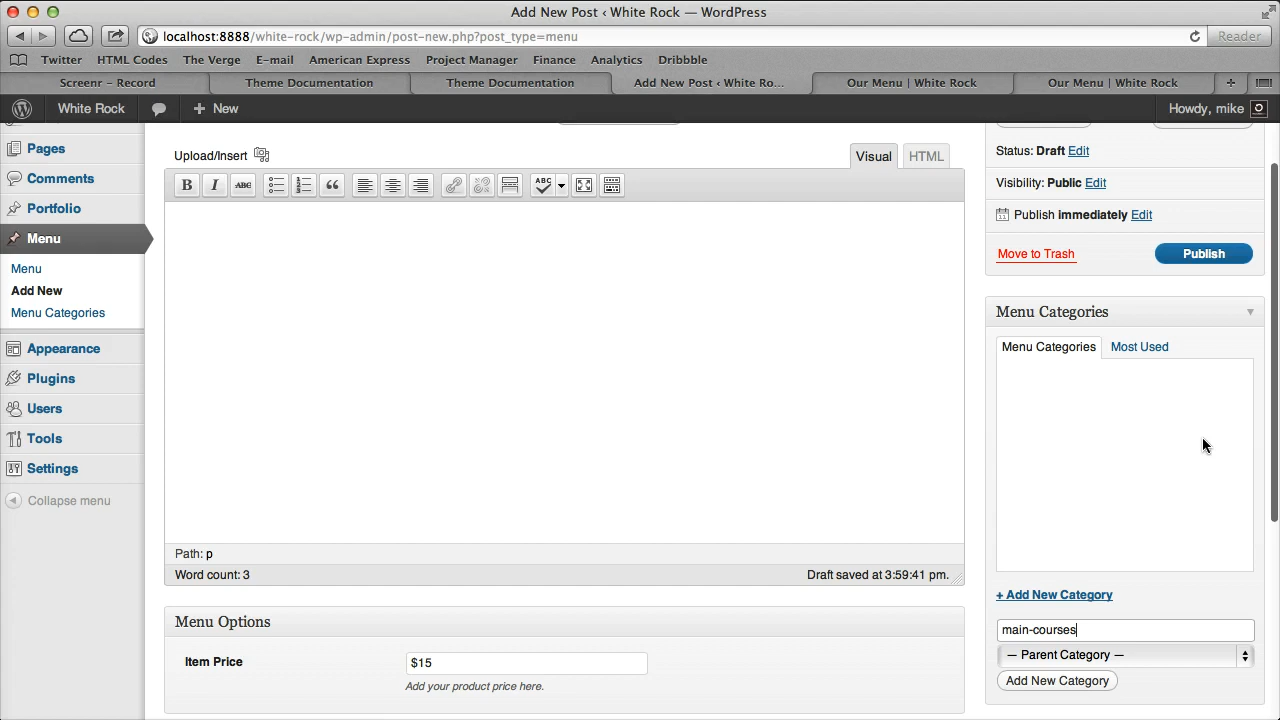 Add New Post ‹ White Rock — WordPress
localhost:8888/white-rock/wp-admin/post-new.php?post_type=menu
Reader
Twitter HTML Codes The Verge E-mail American Express Project Manager Finance Analytics Dribbble
Screenr – Record Theme Documentation Theme Documentation Add New Post ‹ White Ro... Our Menu | White Rock Our Menu | White Rock
White Rock + New Howdy, mike
Pages
Comments
Portfolio
Menu
Menu
Add New
Menu Categories
Appearance
Plugins
Users
Tools
Settings
Collapse menu
Upload/Insert
Visual HTML
B I ABC ABC
Path: p
Word count: 3 Draft saved at 3:59:41 pm.
Menu Options
Item Price $15
Add your product price here.
Status: Draft Edit
Visibility: Public Edit
Publish immediately Edit
Move to Trash Publish
Menu Categories
Menu Categories Most Used
+ Add New Category
main-courses
— Parent Category —
Add New Category